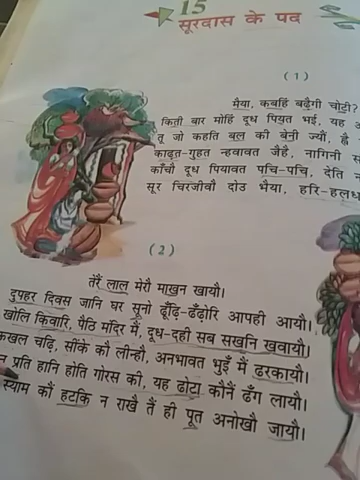 15
सूरदास के पद
(1)
मैया, कबहिं बढ़ैगी चोटी?
किती बार मोहिं दूध पियत भई, यह
तू जो कहति बल की बेनी ज्यौं, ह्वै
काढ़त-गुहत न्हवावत जैहै, नागिनी
काँचौ दूध पियावत पचि-पचि, देति
सूर चिरजीवौ दोउ भैया, हरि-हलध
(2)
तेरैं लाल मेरौ माखन खायौ।
दुपहर दिवस जानि घर सूनो ढूँढ़ि-ढँढ़ोरि आपही आयौ।
खोलि किवारि, पैठि मंदिर मैं, दूध-दही सब सखनि खवायौ।
चढ़ि, सींके कौ लीन्हौ, अनभावत भुइँ मैं ढरकायौ।
प्रति हानि होति गोरस की, यह ढोटा कौनैं ढँग लायौ।
स्याम कौं हटकि न राखै तैं ही पूत अनोखौ जायौ।